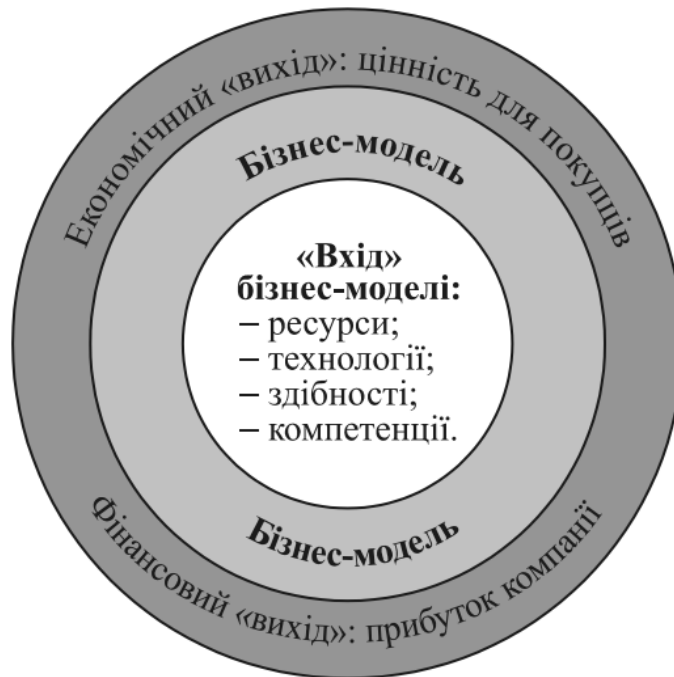 Економічний «вихід»: цінність для покупців
Бізнес-модель
«Вхід»
бізнес-моделі:
– ресурси;
– технології;
– здібності;
– компетенції.
Бізнес-модель
Фінансовий «вихід»: прибуток компанії